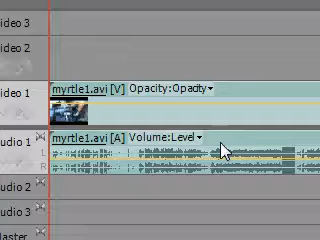 ideo 3
ideo 2
ideo 1
myrtle1.avi [V] Opacity:Opacity
udio 1
myrtle1.avi [A] Volume:Level
L
R
udio 2
udio 3
Master